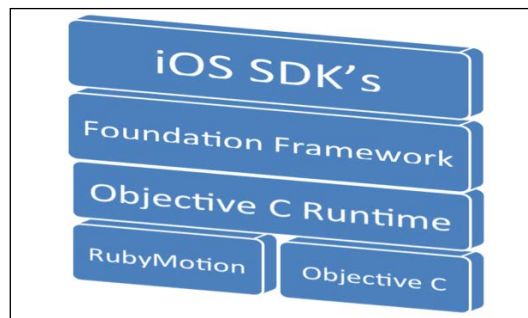 iOS SDK's
Foundation Framework
Objective C Runtime
RubyMotion
Objective C